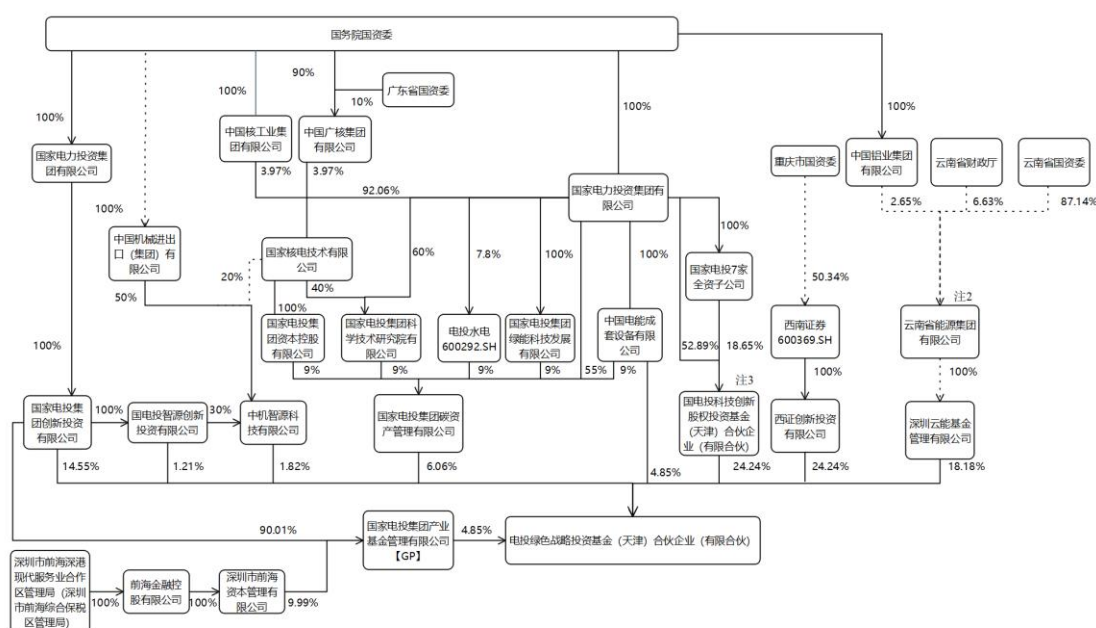 国务院国资委
90%
广东省国资委
100%
10%
100%
100%
100%
中国核工业集
团有限公司
中国广核集团
有限公司
国家电力投资集
团有限公司
重庆市国资委
中国铝业集团
有限公司
云南省财政厅
云南省国资委
3.97%
3.97%
92.06%
国家电力投资集团有
限公司
2.65%
6.63%
87.14%
100%
中国机械进出
口(集团)有
限公司
国家核电技术有限
公司
60%
7.8%
100%
100%
100%
国家电投7家
全资子公司
20%
40%
50%
50.34%
100%
注2
国家电投集
团资本控股
有限公司
国家电投集团科
学技术研究院有
限公司
电投水电
600292.SH
国家电投集团
绿能科技发展
有限公司
中国电能成
套设备有限
公司
西南证券
600369.SH
云南省能源集团
有限公司
52.89%
18.65%
100%
9%
9%
9%
9%
55%
9%
100%
100%
注3
国家电投集
团创新投资
有限公司
100%
国电投智源创新
投资有限公司
30%
中机智源科
技有限公司
国家电投集团碳资
产管理有限公司
国电投科技创新
股权投资基金
(天津)合伙企
业(有限合伙)
西证创新投资
有限公司
深圳云能基金
管理有限公司
14.55%
1.21%
1.82%
6.06%
4.85%
24.24%
24.24%
18.18%
90.01%
国家电投集团产业
基金管理有限公司
【GP】
4.85%
电投绿色战略投资基金(天津)合伙企业(有限合伙)
深圳市前海深港
现代服务业合作
区管理局(深圳
市前海综合保税
区管理局)
100%
前海金融控
股有限公司
100%
深圳市前海
资本管理有
限公司
9.99%